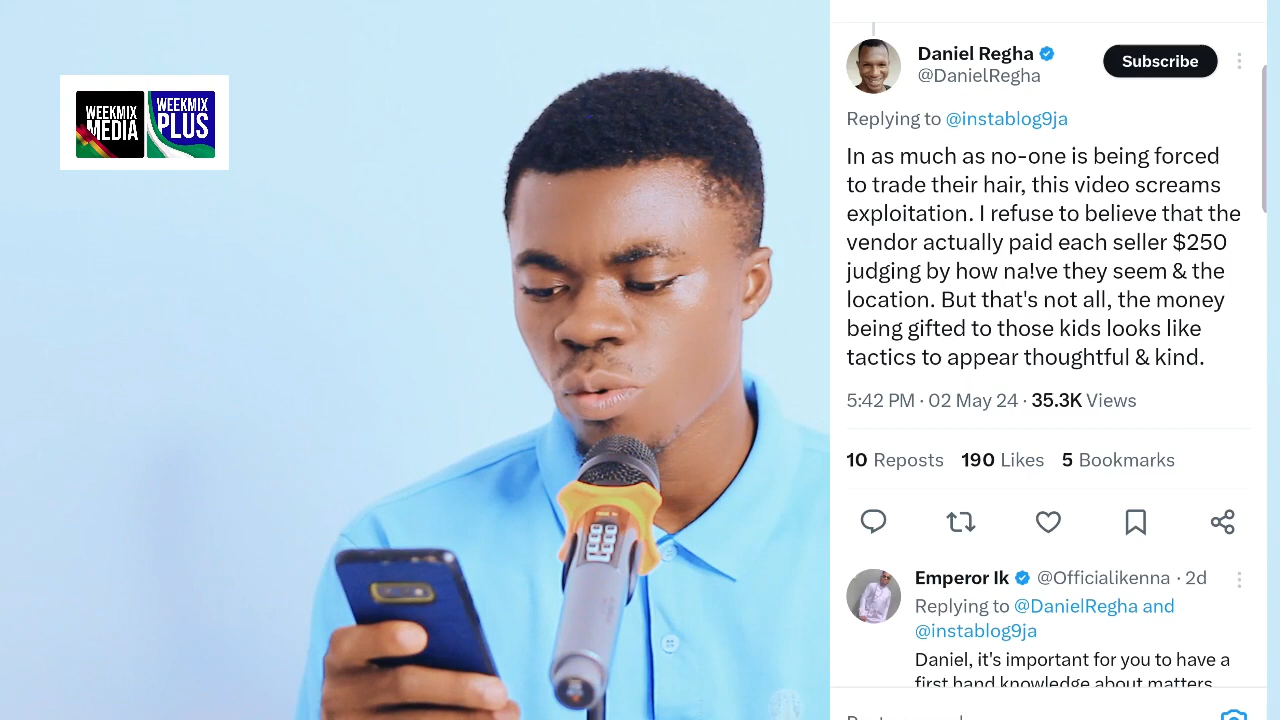 WEEKMIX
MEDIA
WEEKMIX
PLUS
Daniel Regha
@DanielRegha
Subscribe
Replying to @instablog9ja
In as much as no-one is being forced
to trade their hair, this video screams
exploitation. I refuse to believe that the
vendor actually paid each seller $250
judging by how na!ve they seem & the
location. But that's not all, the money
being gifted to those kids looks like
tactics to appear thoughtful & kind.
5:42 PM · 02 May 24 · 35.3K Views
10 Reposts 190 Likes 5 Bookmarks
Emperor Ik @Officialikenna · 2d
Replying to @DanielRegha and
@instablog9ja
Daniel, it's important for you to have a
first hand knowledge about matters